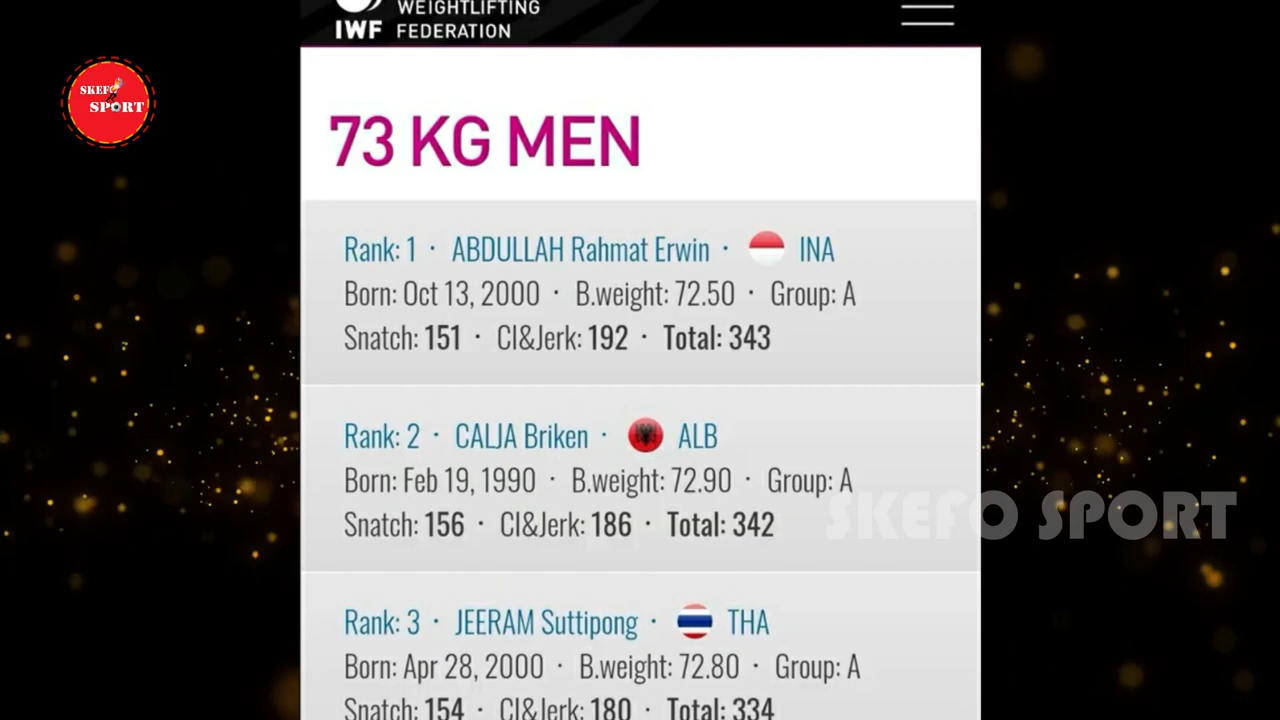 WEIGHTLIFTING
IWF FEDERATION
SKEFO
SPORT
73 KG MEN
Rank: 1 · ABDULLAH Rahmat Erwin · INA
Born: Oct 13, 2000 · B.weight: 72.50 · Group: A
Snatch: 151 · Cl&Jerk: 192 · Total: 343
Rank: 2 · CALJA Briken · ALB
Born: Feb 19, 1990 · B.weight: 72.90 · Group: A
Snatch: 156 · Cl&Jerk: 186 · Total: 342
SKEFO SPORT
Rank: 3 · JEERAM Suttipong · THA
Born: Apr 28, 2000 · B.weight: 72.80 · Group: A
Snatch: 154 · Cl&Jerk: 180 · Total: 334